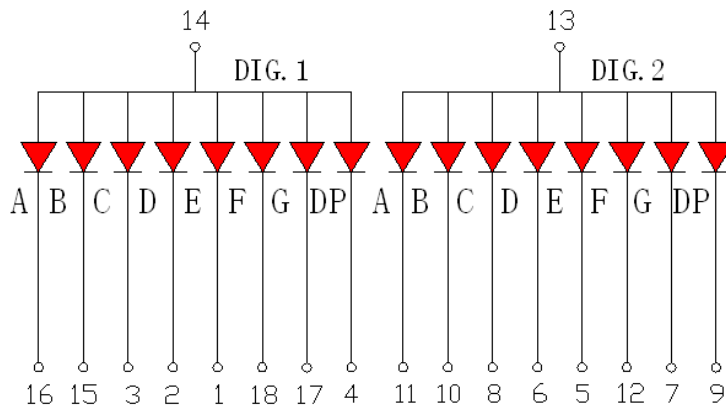 14 13
DIG.1 DIG.2
A B C D E F G DP A B C D E F G DP
16 15 3 2 1 18 17 4 11 10 8 6 5 12 7 9